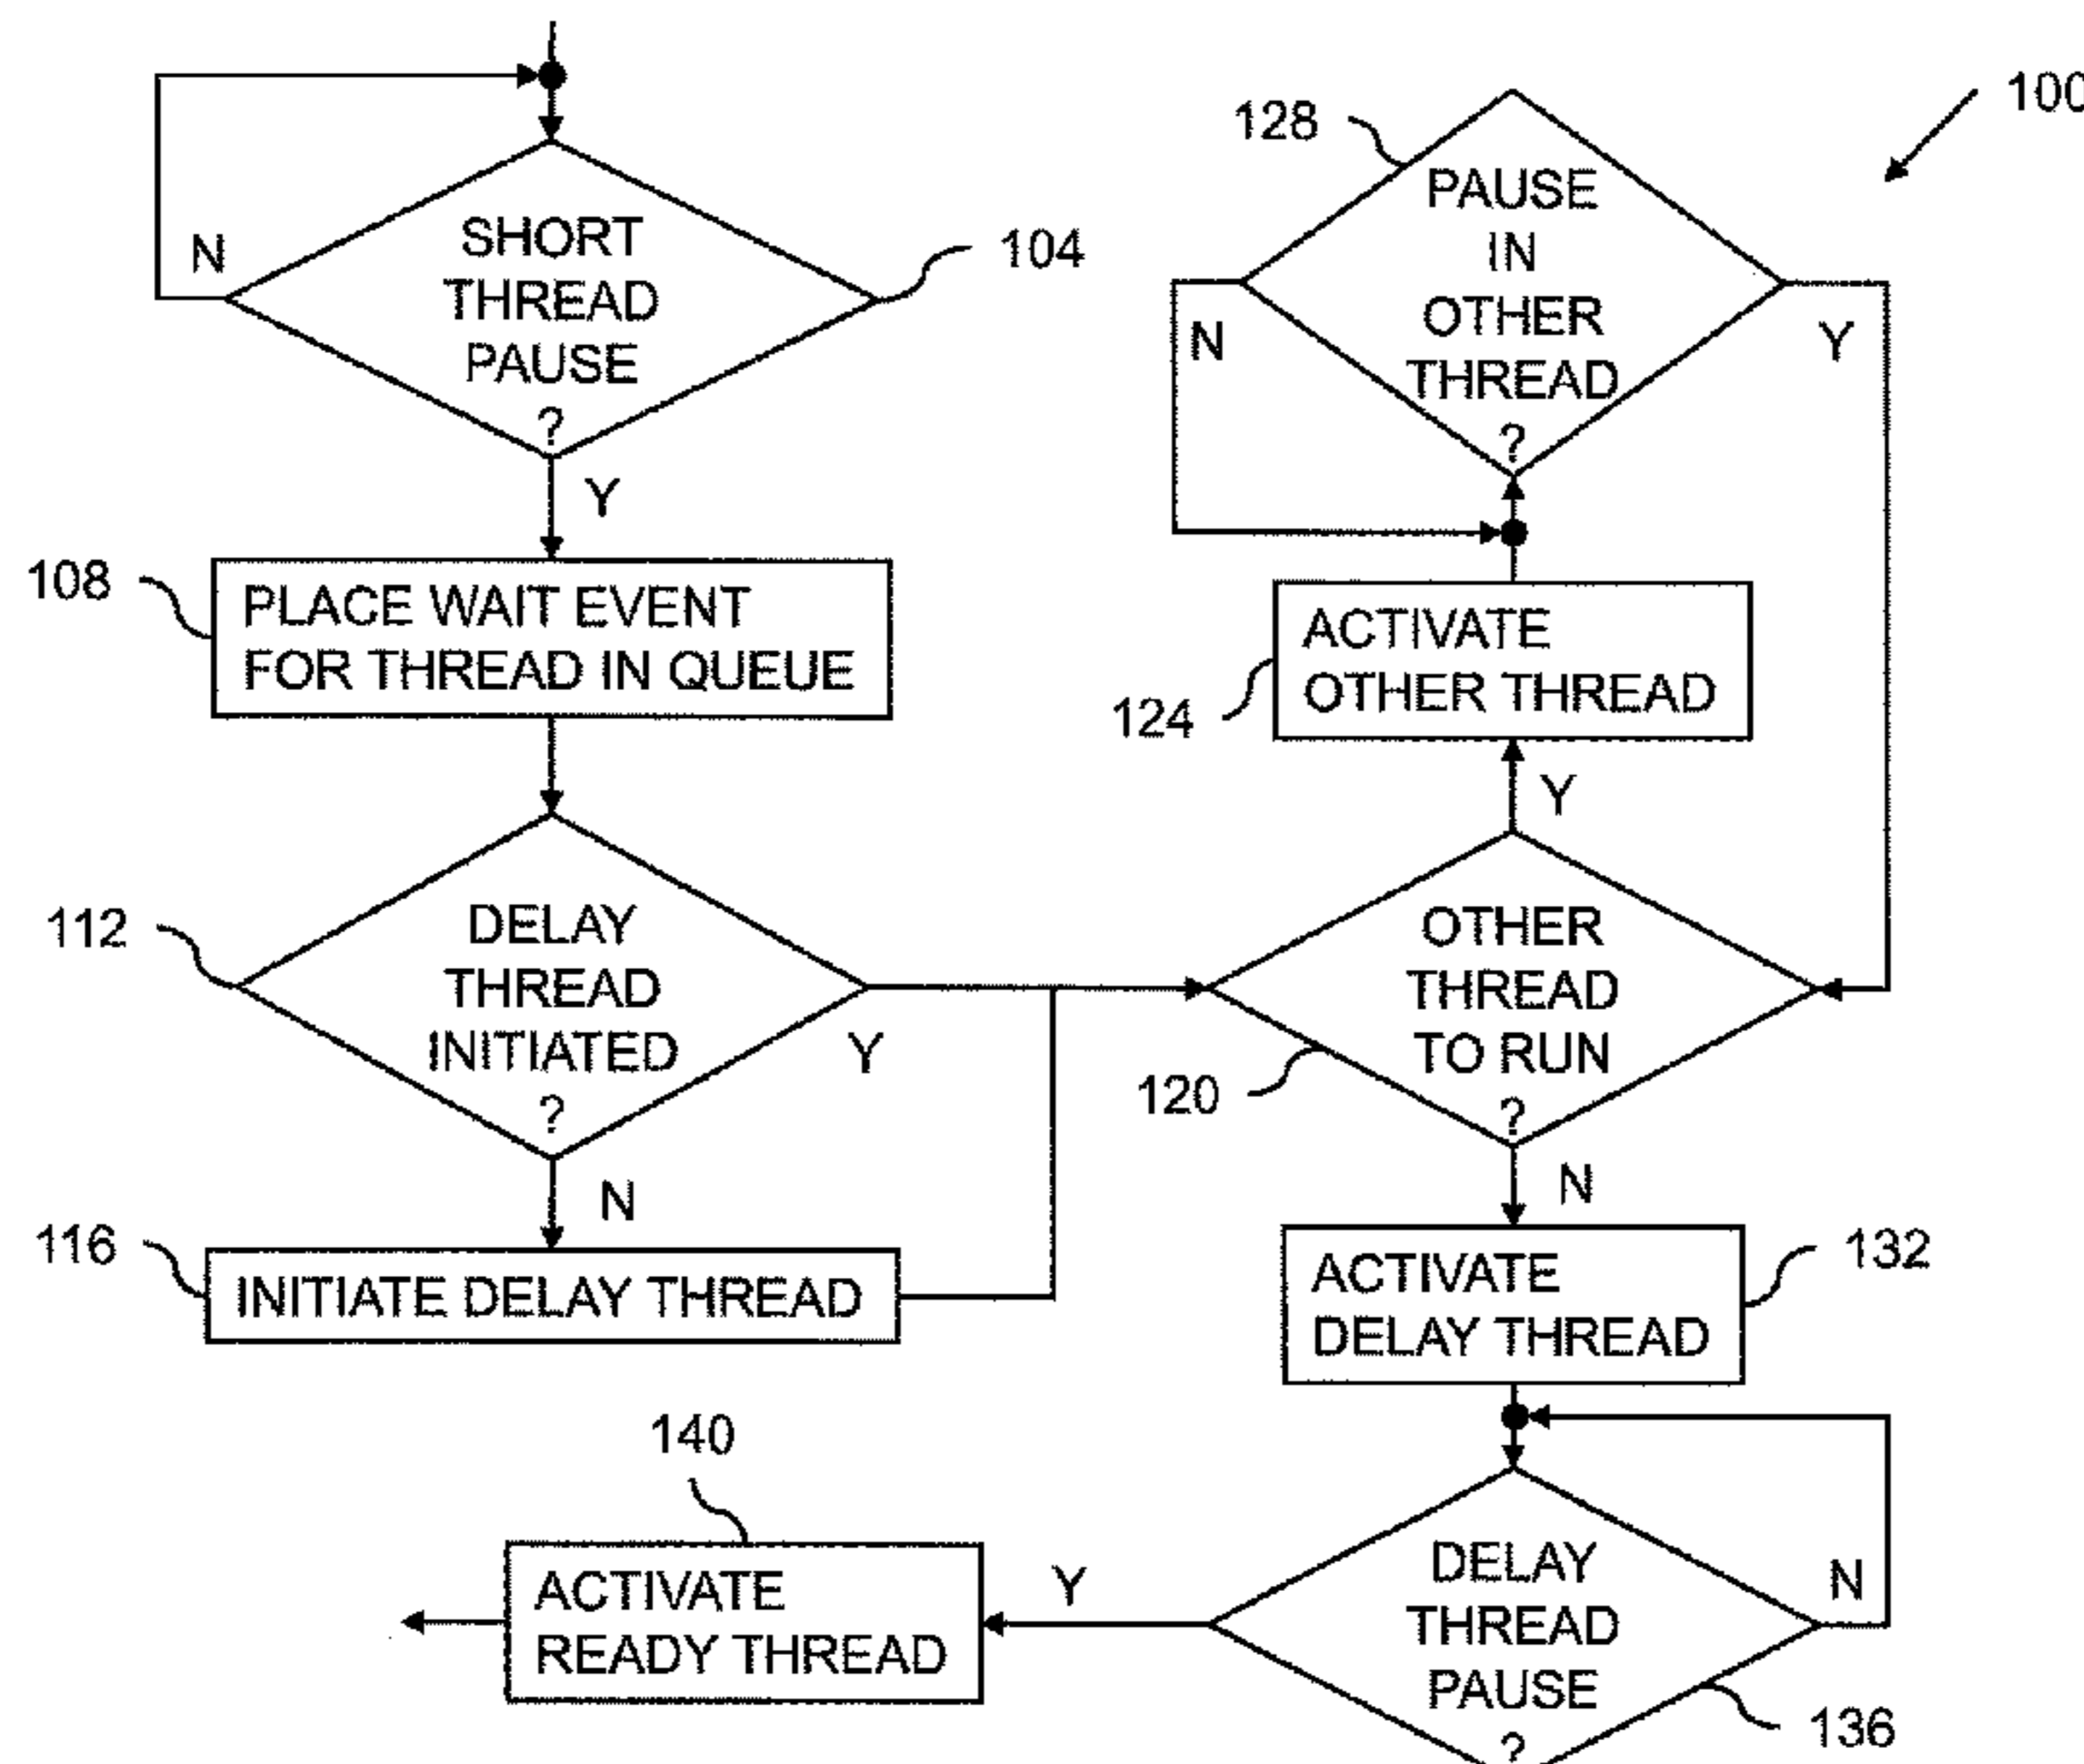 100
SHORT
THREAD
PAUSE
?
104
N
Y
108
PLACE WAIT EVENT
FOR THREAD IN QUEUE
112
DELAY
THREAD
INITIATED
?
Y
N
116
INITIATE DELAY THREAD
128
PAUSE
IN
OTHER
THREAD
?
N
Y
124
ACTIVATE
OTHER THREAD
Y
120
OTHER
THREAD
TO RUN
?
N
132
ACTIVATE
DELAY THREAD
136
DELAY
THREAD
PAUSE
?
N
Y
140
ACTIVATE
READY THREAD